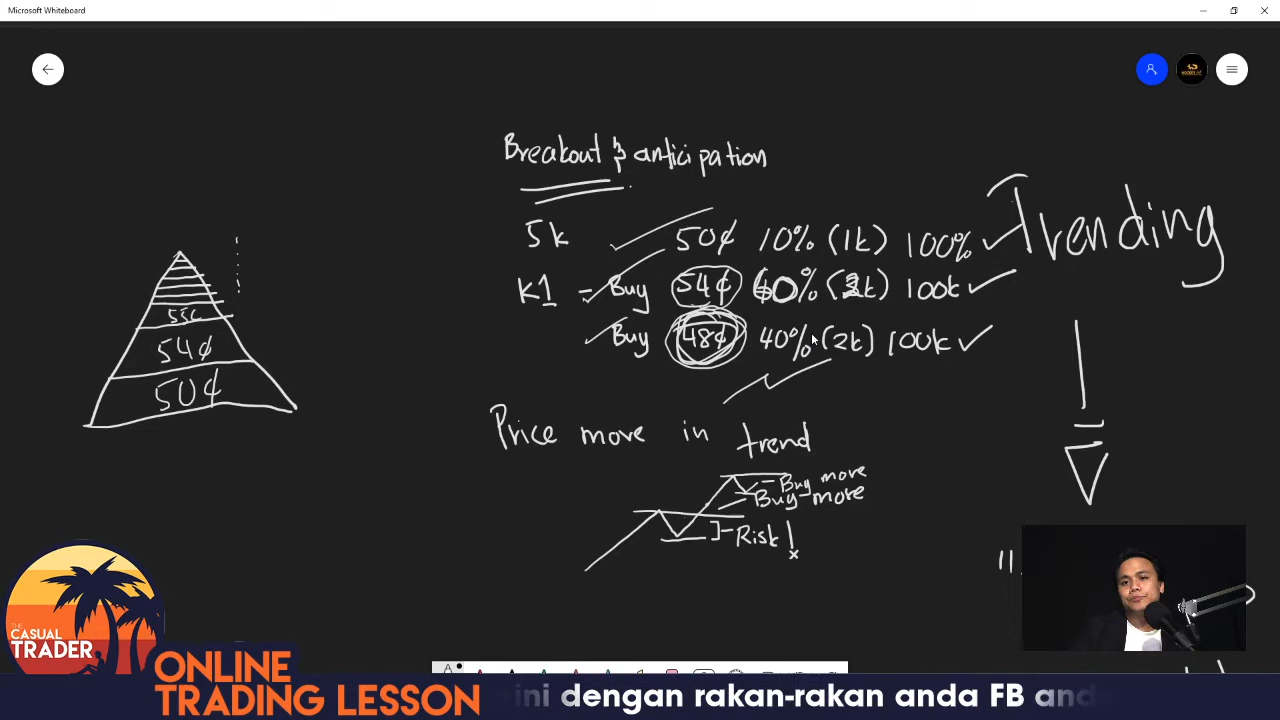 Microsoft Whiteboard
Breakout & anticipation
5k 50¢ 10% (1k) 100%
K1 - Buy 54¢ 60% (3k) 100k
Buy 48¢ 40% (2k) 100k
Trending
55¢
54¢
50¢
Price move in trend
Buy more
Buy more
Risk!
THE
CASUAL
TRADER
ONLINE
TRADING LESSON
ini dengan rakan-rakan anda FB and